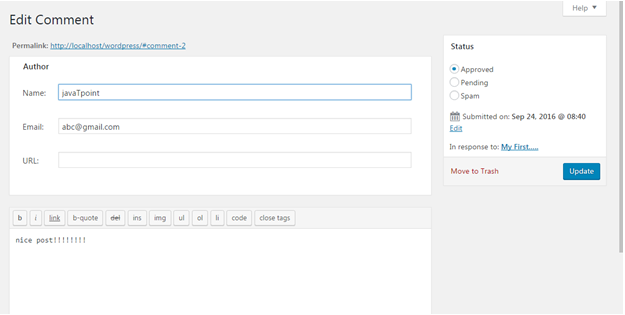 Help
Edit Comment
Permalink: http://localhost/wordpress/#comment-2
Author
Name: javaTpoint
Email: abc@gmail.com
URL:
b i link b-quote del ins img ul ol li code close tags
nice post!!!!!!!!
Status
Approved
Pending
Spam
Submitted on: Sep 24, 2016 @ 08:40
Edit
In response to: My First.....
Move to Trash Update